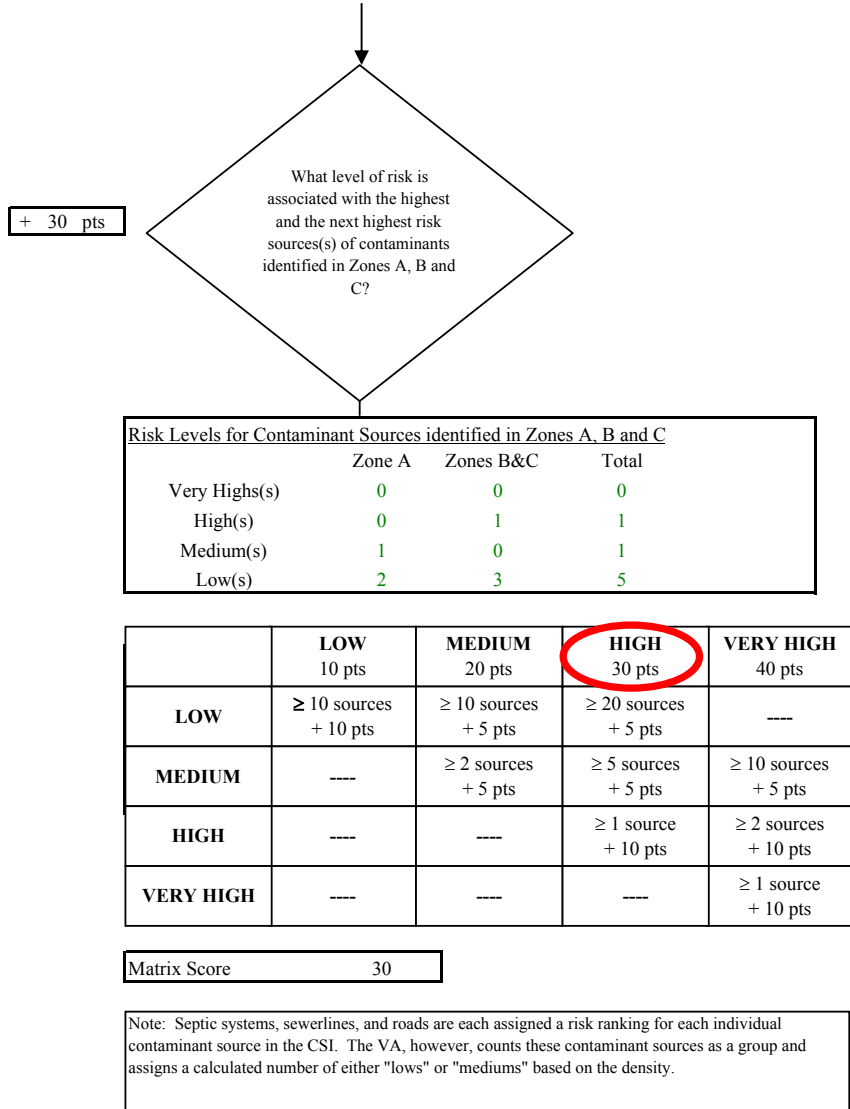 What level of risk is
associated with the highest
and the next highest risk
sources(s) of contaminants
identified in Zones A, B and
C?
+ 30 pts
Risk Levels for Contaminant Sources identified in Zones A, B and C
Zone A Zones B&C Total
Very Highs(s) 0 0 0
High(s) 0 1 1
Medium(s) 1 0 1
Low(s) 2 3 5
LOW MEDIUM HIGH VERY HIGH
10 pts 20 pts 30 pts 40 pts
LOW ≥ 10 sources ≥ 10 sources ≥ 20 sources ----
+ 10 pts + 5 pts + 5 pts
MEDIUM ---- ≥ 2 sources ≥ 5 sources ≥ 10 sources
+ 5 pts + 5 pts + 5 pts
HIGH ---- ---- ≥ 1 source ≥ 2 sources
+ 10 pts + 10 pts
VERY HIGH ---- ---- ---- ≥ 1 source
+ 10 pts
Matrix Score 30
Note: Septic systems, sewerlines, and roads are each assigned a risk ranking for each individual
contaminant source in the CSI. The VA, however, counts these contaminant sources as a group and
assigns a calculated number of either "lows" or "mediums" based on the density.